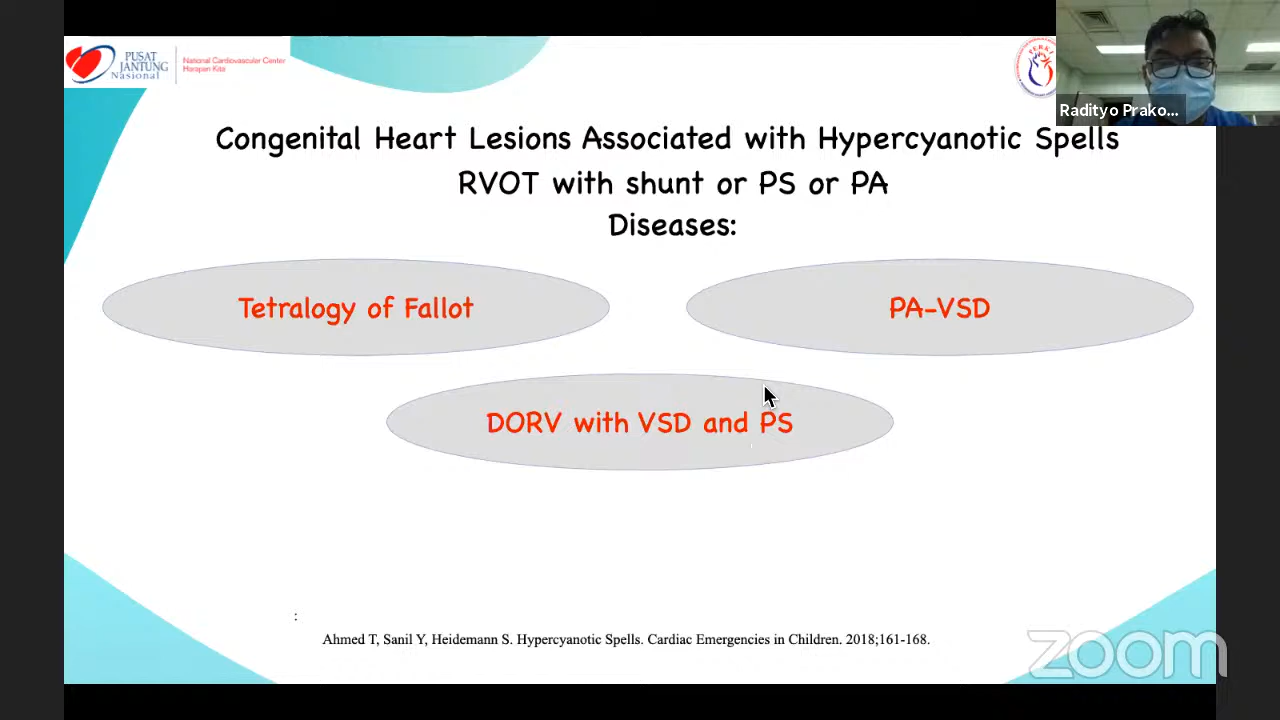 PUSAT
JANTUNG
Nasional
National Cardiovascular Center
Harapan Kita
PERKI
Radityo Prako...
Congenital Heart Lesions Associated with Hypercyanotic Spells
RVOT with shunt or PS or PA
Diseases:
Tetralogy of Fallot
PA-VSD
DORV with VSD and PS
:
Ahmed T, Sanil Y, Heidemann S. Hypercyanotic Spells. Cardiac Emergencies in Children. 2018;161-168.
zoom